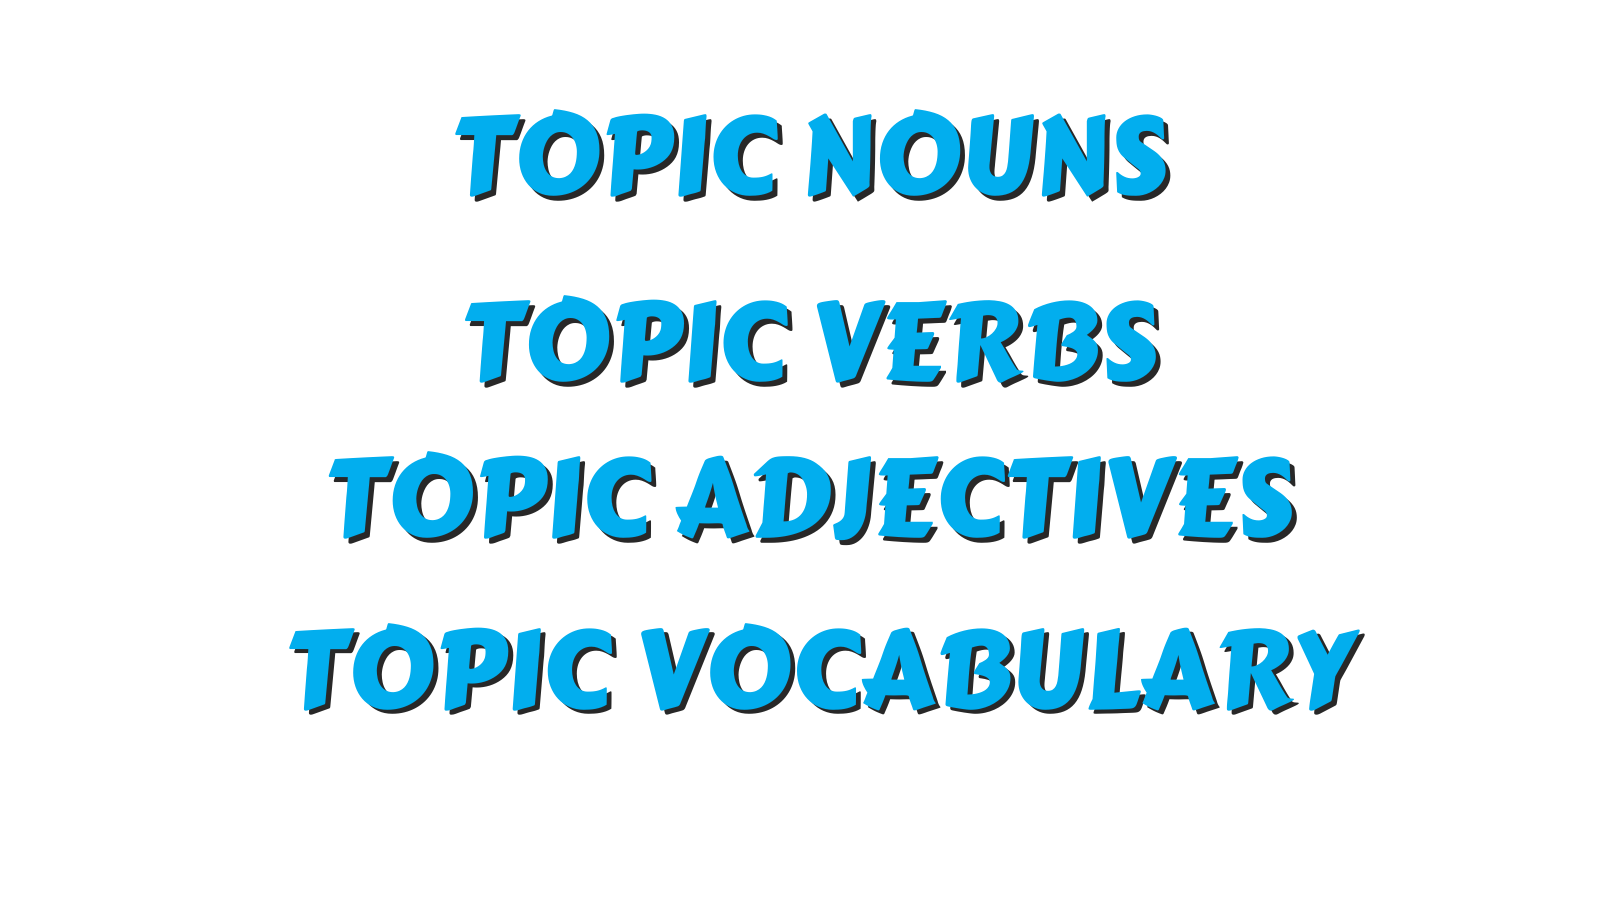 TOPIC NOUNS
TOPIC VERBS
TOPIC ADJECTIVES
TOPIC VOCABULARY